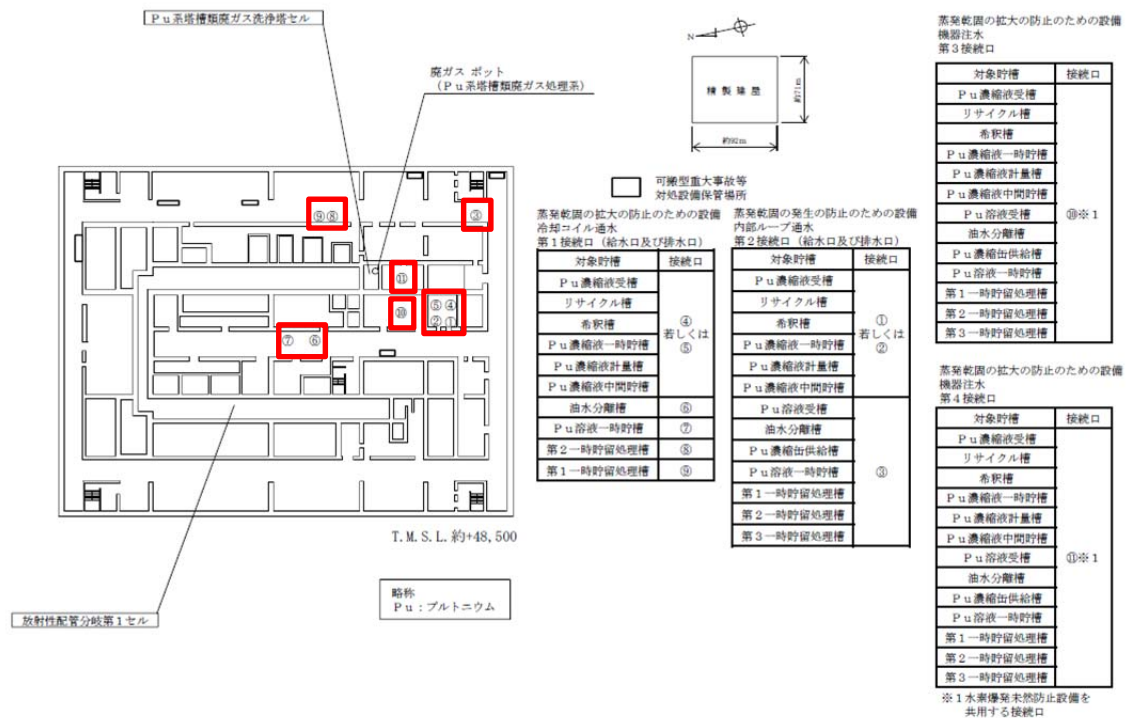 Pu系塔槽類廃ガス洗浄塔セル
廃ガス ポット
(Pu系塔槽類廃ガス処理系)
N
精製建屋
約71m
約92m
可搬型重大事故等
対処設備保管場所
⑨⑧
③
⑪
⑤④
②①
⑩
⑦ ⑥
T.M.S.L.約+48,500
略称
Pu:プルトニウム
放射性配管分岐第1セル
蒸発乾固の拡大の防止のための設備
冷却コイル通水
第1接続口(給水口及び排水口)
対象貯槽 接続口
Pu濃縮液受槽
リサイクル槽
希釈槽
Pu濃縮液一時貯槽
Pu濃縮液計量槽
Pu濃縮液中間貯槽
④
若しくは
⑤
油水分離槽 ⑥
Pu溶液一時貯槽 ⑦
第2一時貯留処理槽 ⑧
第1一時貯留処理槽 ⑨
蒸発乾固の発生の防止のための設備
内部ループ通水
第2接続口(給水口及び排水口)
対象貯槽 接続口
Pu濃縮液受槽
リサイクル槽
希釈槽
Pu濃縮液一時貯槽
Pu濃縮液計量槽
Pu濃縮液中間貯槽
①
若しくは
②
Pu溶液受槽
油水分離槽
Pu濃縮缶供給槽
Pu溶液一時貯槽
第1一時貯留処理槽
第2一時貯留処理槽
第3一時貯留処理槽
③
蒸発乾固の拡大の防止のための設備
機器注水
第3接続口
対象貯槽 接続口
Pu濃縮液受槽
リサイクル槽
希釈槽
Pu濃縮液一時貯槽
Pu濃縮液計量槽
Pu濃縮液中間貯槽
Pu溶液受槽
油水分離槽
Pu濃縮缶供給槽
Pu溶液一時貯槽
第1一時貯留処理槽
第2一時貯留処理槽
第3一時貯留処理槽
⑩※1
蒸発乾固の拡大の防止のための設備
機器注水
第4接続口
対象貯槽 接続口
Pu濃縮液受槽
リサイクル槽
希釈槽
Pu濃縮液一時貯槽
Pu濃縮液計量槽
Pu濃縮液中間貯槽
Pu溶液受槽
油水分離槽
Pu濃縮缶供給槽
Pu溶液一時貯槽
第1一時貯留処理槽
第2一時貯留処理槽
第3一時貯留処理槽
⑪※1
※1水素爆発未然防止設備を
共用する接続口